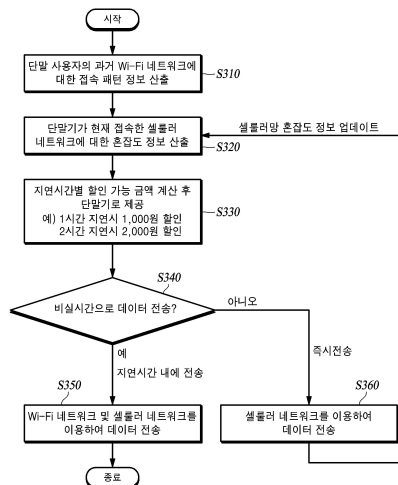 시작
단말 사용자의 과거 Wi-Fi 네트워크에
대한 접속 패턴 정보 산출
S310
셀룰러망 혼잡도 정보 업데이트
단말기가 현재 접속한 셀룰러
네트워크에 대한 혼잡도 정보 산출
S320
지연시간별 할인 가능 금액 계산 후
단말기로 제공
예) 1시간 지연시 1,000원 할인
2시간 지연시 2,000원 할인
S330
S340
비실시간으로 데이터 전송?
아니오
예
지연시간 내에 전송
즉시전송
S350
Wi-Fi 네트워크 및 셀룰러 네트워크를
이용하여 데이터 전송
S360
셀룰러 네트워크를 이용하여
데이터 전송
종료